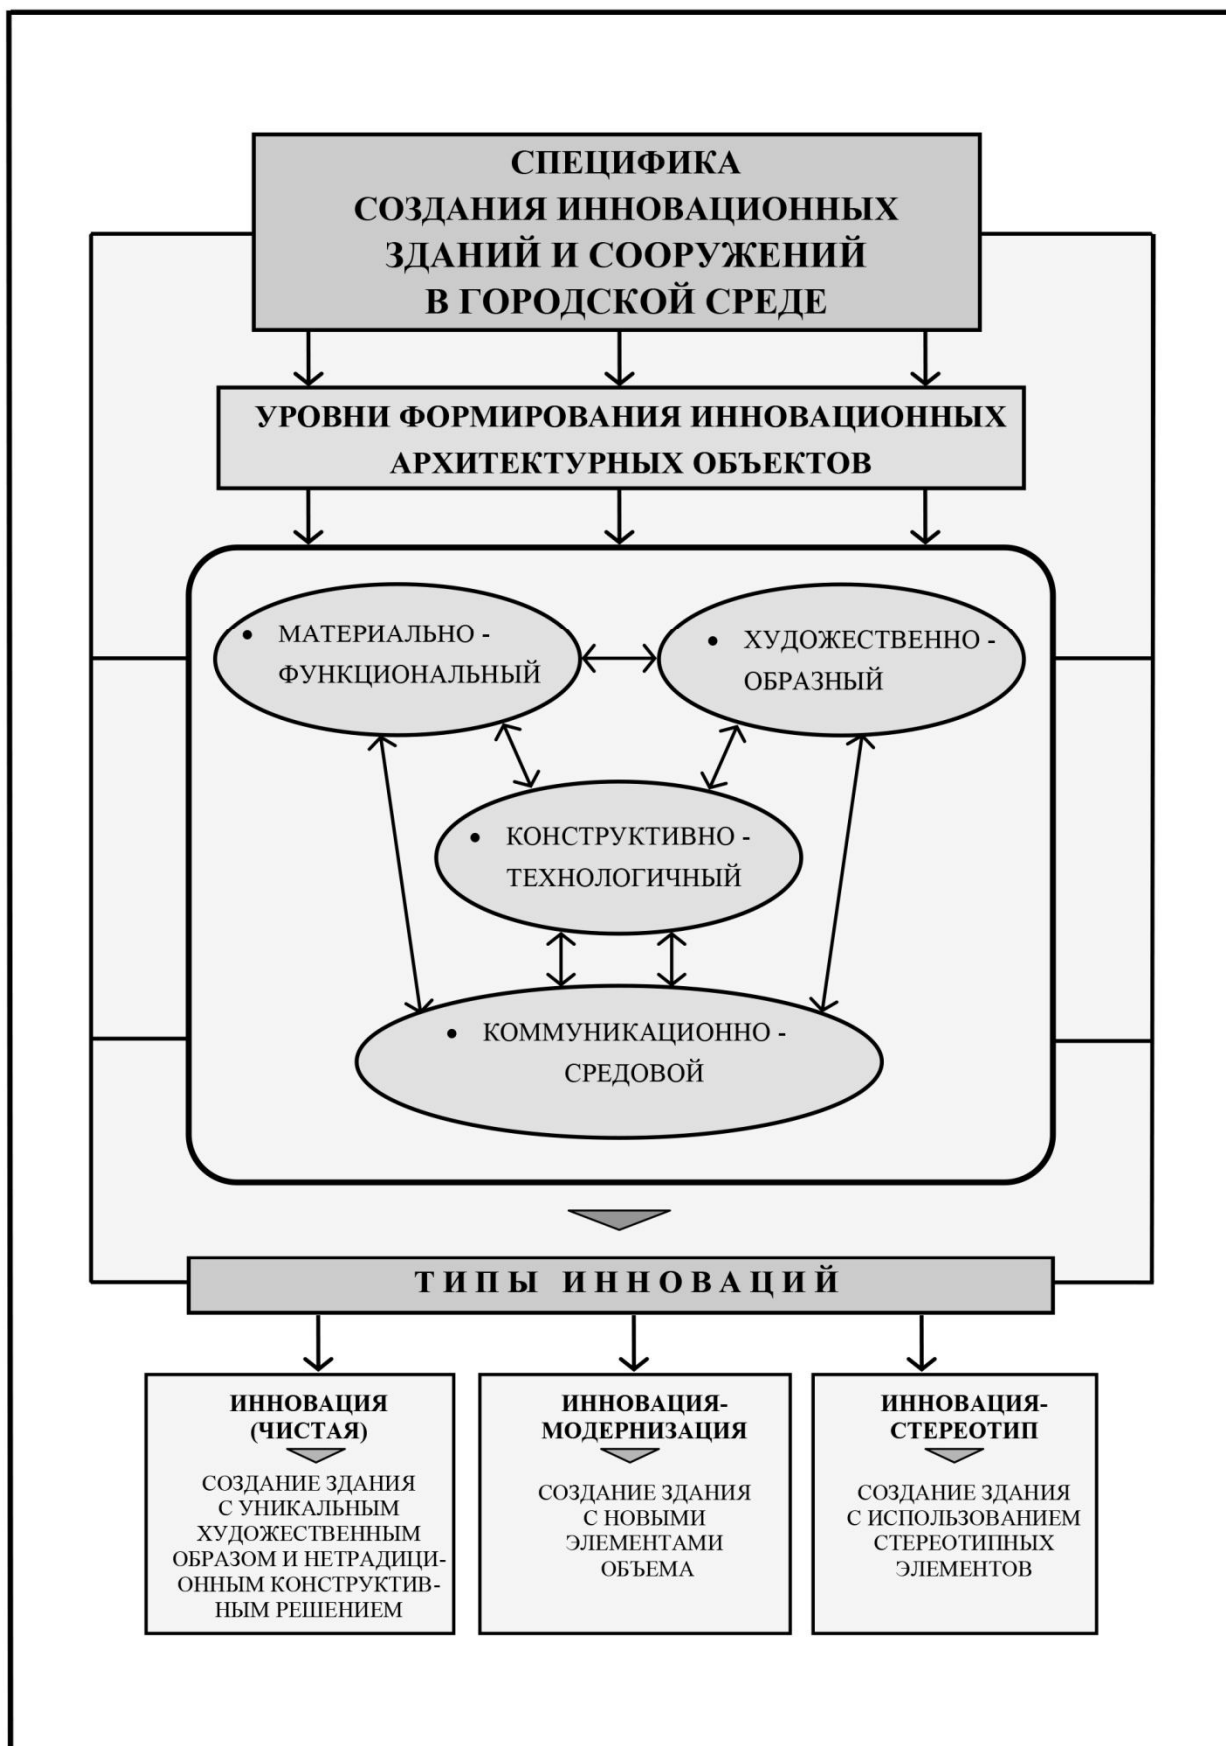 СПЕЦИФИКА
СОЗДАНИЯ ИННОВАЦИОННЫХ
ЗДАНИЙ И СООРУЖЕНИЙ
В ГОРОДСКОЙ СРЕДЕ
УРОВНИ ФОРМИРОВАНИЯ ИННОВАЦИОННЫХ
АРХИТЕКТУРНЫХ ОБЪЕКТОВ
• МАТЕРИАЛЬНО -
ФУНКЦИОНАЛЬНЫЙ
• ХУДОЖЕСТВЕННО -
ОБРАЗНЫЙ
• КОНСТРУКТИВНО -
ТЕХНОЛОГИЧНЫЙ
• КОММУНИКАЦИОННО -
СРЕДОВОЙ
ТИПЫ ИННОВАЦИЙ
ИННОВАЦИЯ
(ЧИСТАЯ)
СОЗДАНИЕ ЗДАНИЯ
С УНИКАЛЬНЫМ
ХУДОЖЕСТВЕННЫМ
ОБРАЗОМ И НЕТРАДИЦИ-
ОННЫМ КОНСТРУКТИВ-
НЫМ РЕШЕНИЕМ
ИННОВАЦИЯ-
МОДЕРНИЗАЦИЯ
СОЗДАНИЕ ЗДАНИЯ
С НОВЫМИ
ЭЛЕМЕНТАМИ
ОБЪЕМА
ИННОВАЦИЯ-
СТЕРЕОТИП
СОЗДАНИЕ ЗДАНИЯ
С ИСПОЛЬЗОВАНИЕМ
СТЕРЕОТИПНЫХ
ЭЛЕМЕНТОВ